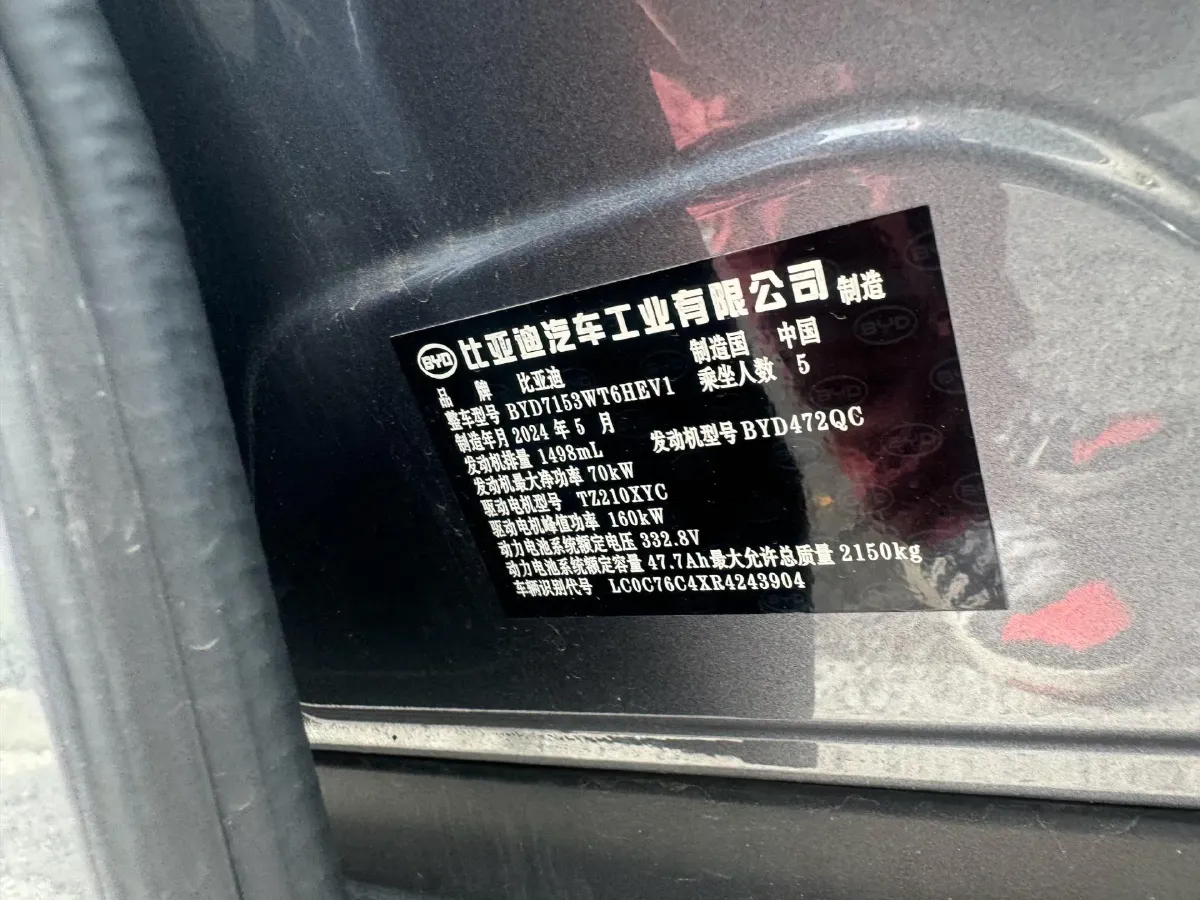 BYD 比亚迪汽车工业有限公司 制造
品 牌 比亚迪 制造国 中国
整车型号 BYD7153WT6HEV1 乘坐人数 5
制造年月 2024 年 5 月
发动机排量 1498mL 发动机型号 BYD472QC
发动机最大净功率 70kW
驱动电机型号 TZ210XYC
驱动电机峰值功率 160kW
动力电池系统额定电压 332.8V
动力电池系统额定容量 47.7Ah 最大允许总质量 2150kg
车辆识别代号 LC0C76C4XR4243904